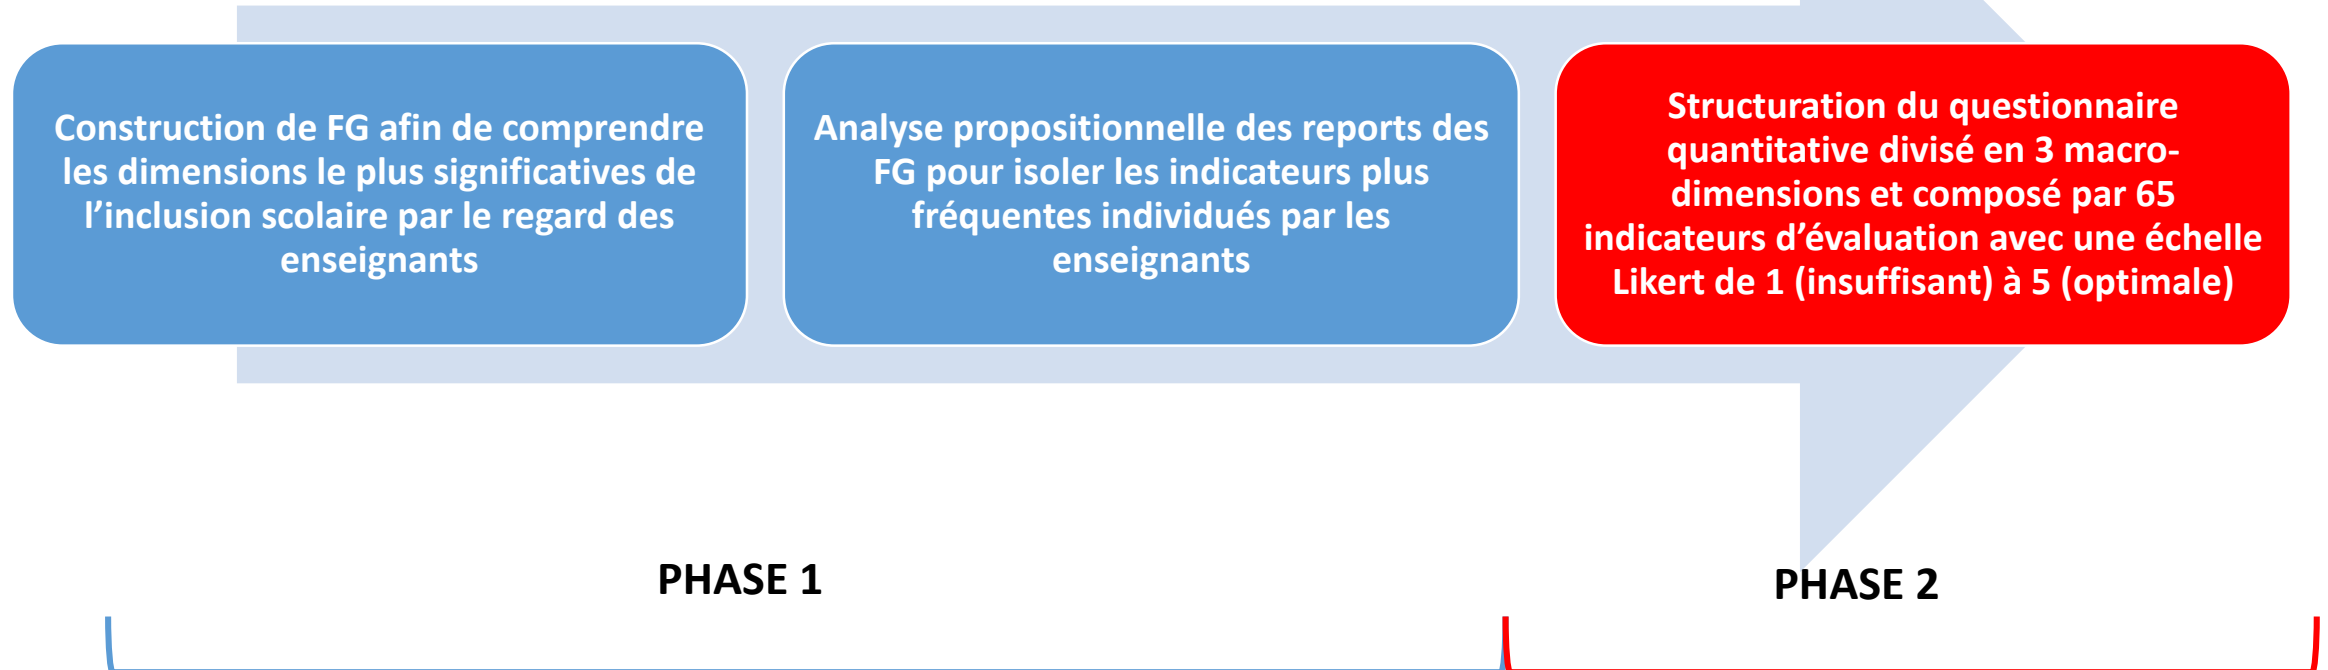 Construction de FG afin de comprendre
les dimensions le plus significatives de
l’inclusion scolaire par le regard des
enseignants
Analyse propositionnelle des reports des
FG pour isoler les indicateurs plus
fréquentes individués par les
enseignants
Structuration du questionnaire
quantitative divisé en 3 macro-
dimensions et composé par 65
indicateurs d’évaluation avec une échelle
Likert de 1 (insuffisant) à 5 (optimale)
PHASE 1
PHASE 2